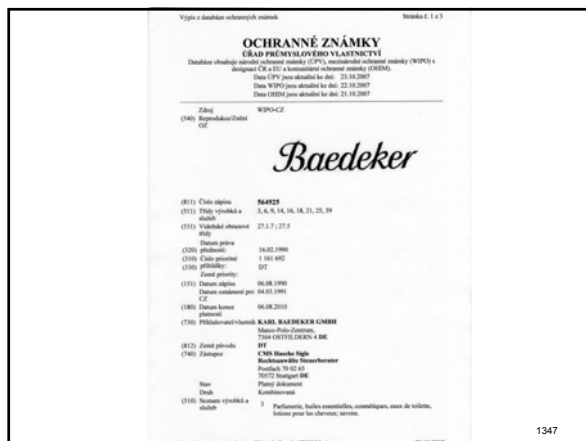 Výpis z databáze ochranných známek Stránka č. 1 z 3
OCHRANNÉ ZNÁMKY
ÚŘAD PRŮMYSLOVÉHO VLASTNICTVÍ
Databáze obsahuje národní ochranné známky (ÚPV), mezinárodní ochranné známky (WIPO) s
designací ČR a EU a komunitární ochranné známky (OHIM).
Data ÚPV jsou aktuální ke dni: 23.10.2007
Data WIPO jsou aktuální ke dni: 22.10.2007
Data OHIM jsou aktuální ke dni: 21.10.2007
Zdroj WIPO-CZ
(540) Reprodukce/Znění
OZ
Baedeker
(811) Číslo zápisu 564925
(511) Třídy výrobků a 3, 6, 9, 14, 16, 18, 21, 25, 39
služeb
(531) Vídeňské obrazové 27.1.7 ; 27.5
třídy
Datum práva
(320) přednosti: 16.02.1990
(310) Číslo prioritní 1 161 692
(330) přihlášky: DT
Země priority:
(151) Datum zápisu 06.08.1990
Datum oznámení pro 04.03.1991
CZ
(180) Datum konce 06.08.2010
platnosti
(730) Přihlašovatel/vlastník KARL BAEDEKER GMBH
Marco-Polo-Zentrum,
7304 OSTFILDERN 4 DE
(812) Země původu DT
(740) Zástupce CMS Hasche Sigle
Rechtsanwälte Steuerberater
Postfach 70 02 65
70572 Stuttgart DE
Stav Platný dokument
Druh Kombinovaná
(510) Seznam výrobků a 3 Parfumerie, huiles essentielles, cosmétiques, eaux de toilette,
služeb lotions pour les cheveux; savons.
1347